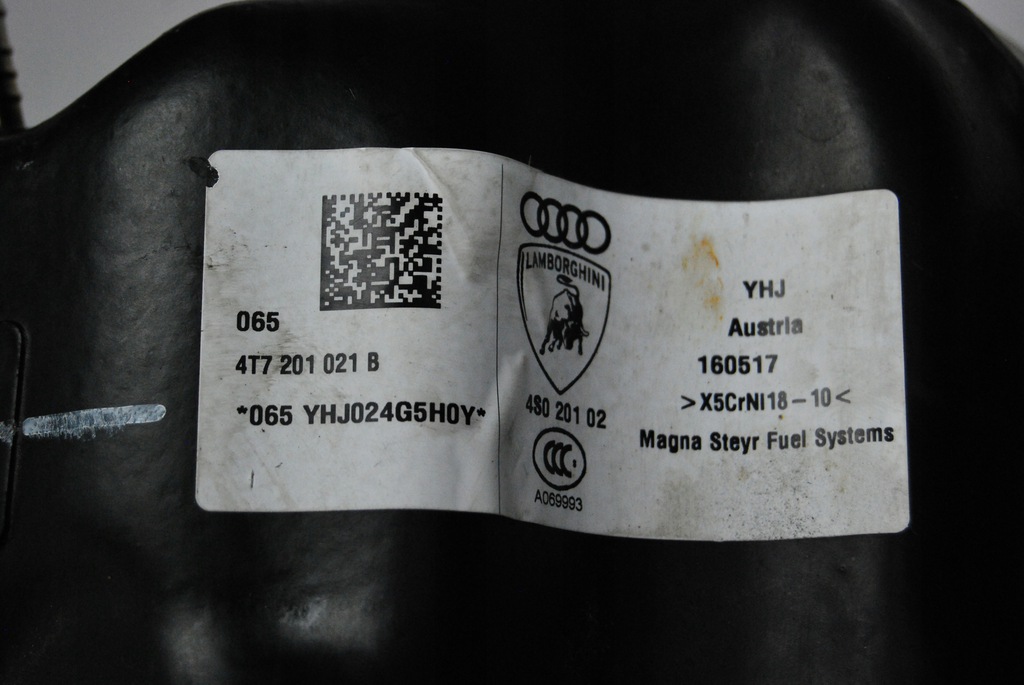 065
4T7 201 021 B
*065 YHJ024G5H0Y*
LAMBORGHINI
4S0 201 02
CCC
A069993
YHJ
Austria
160517
>X5CrNi18-10<
Magna Steyr Fuel Systems